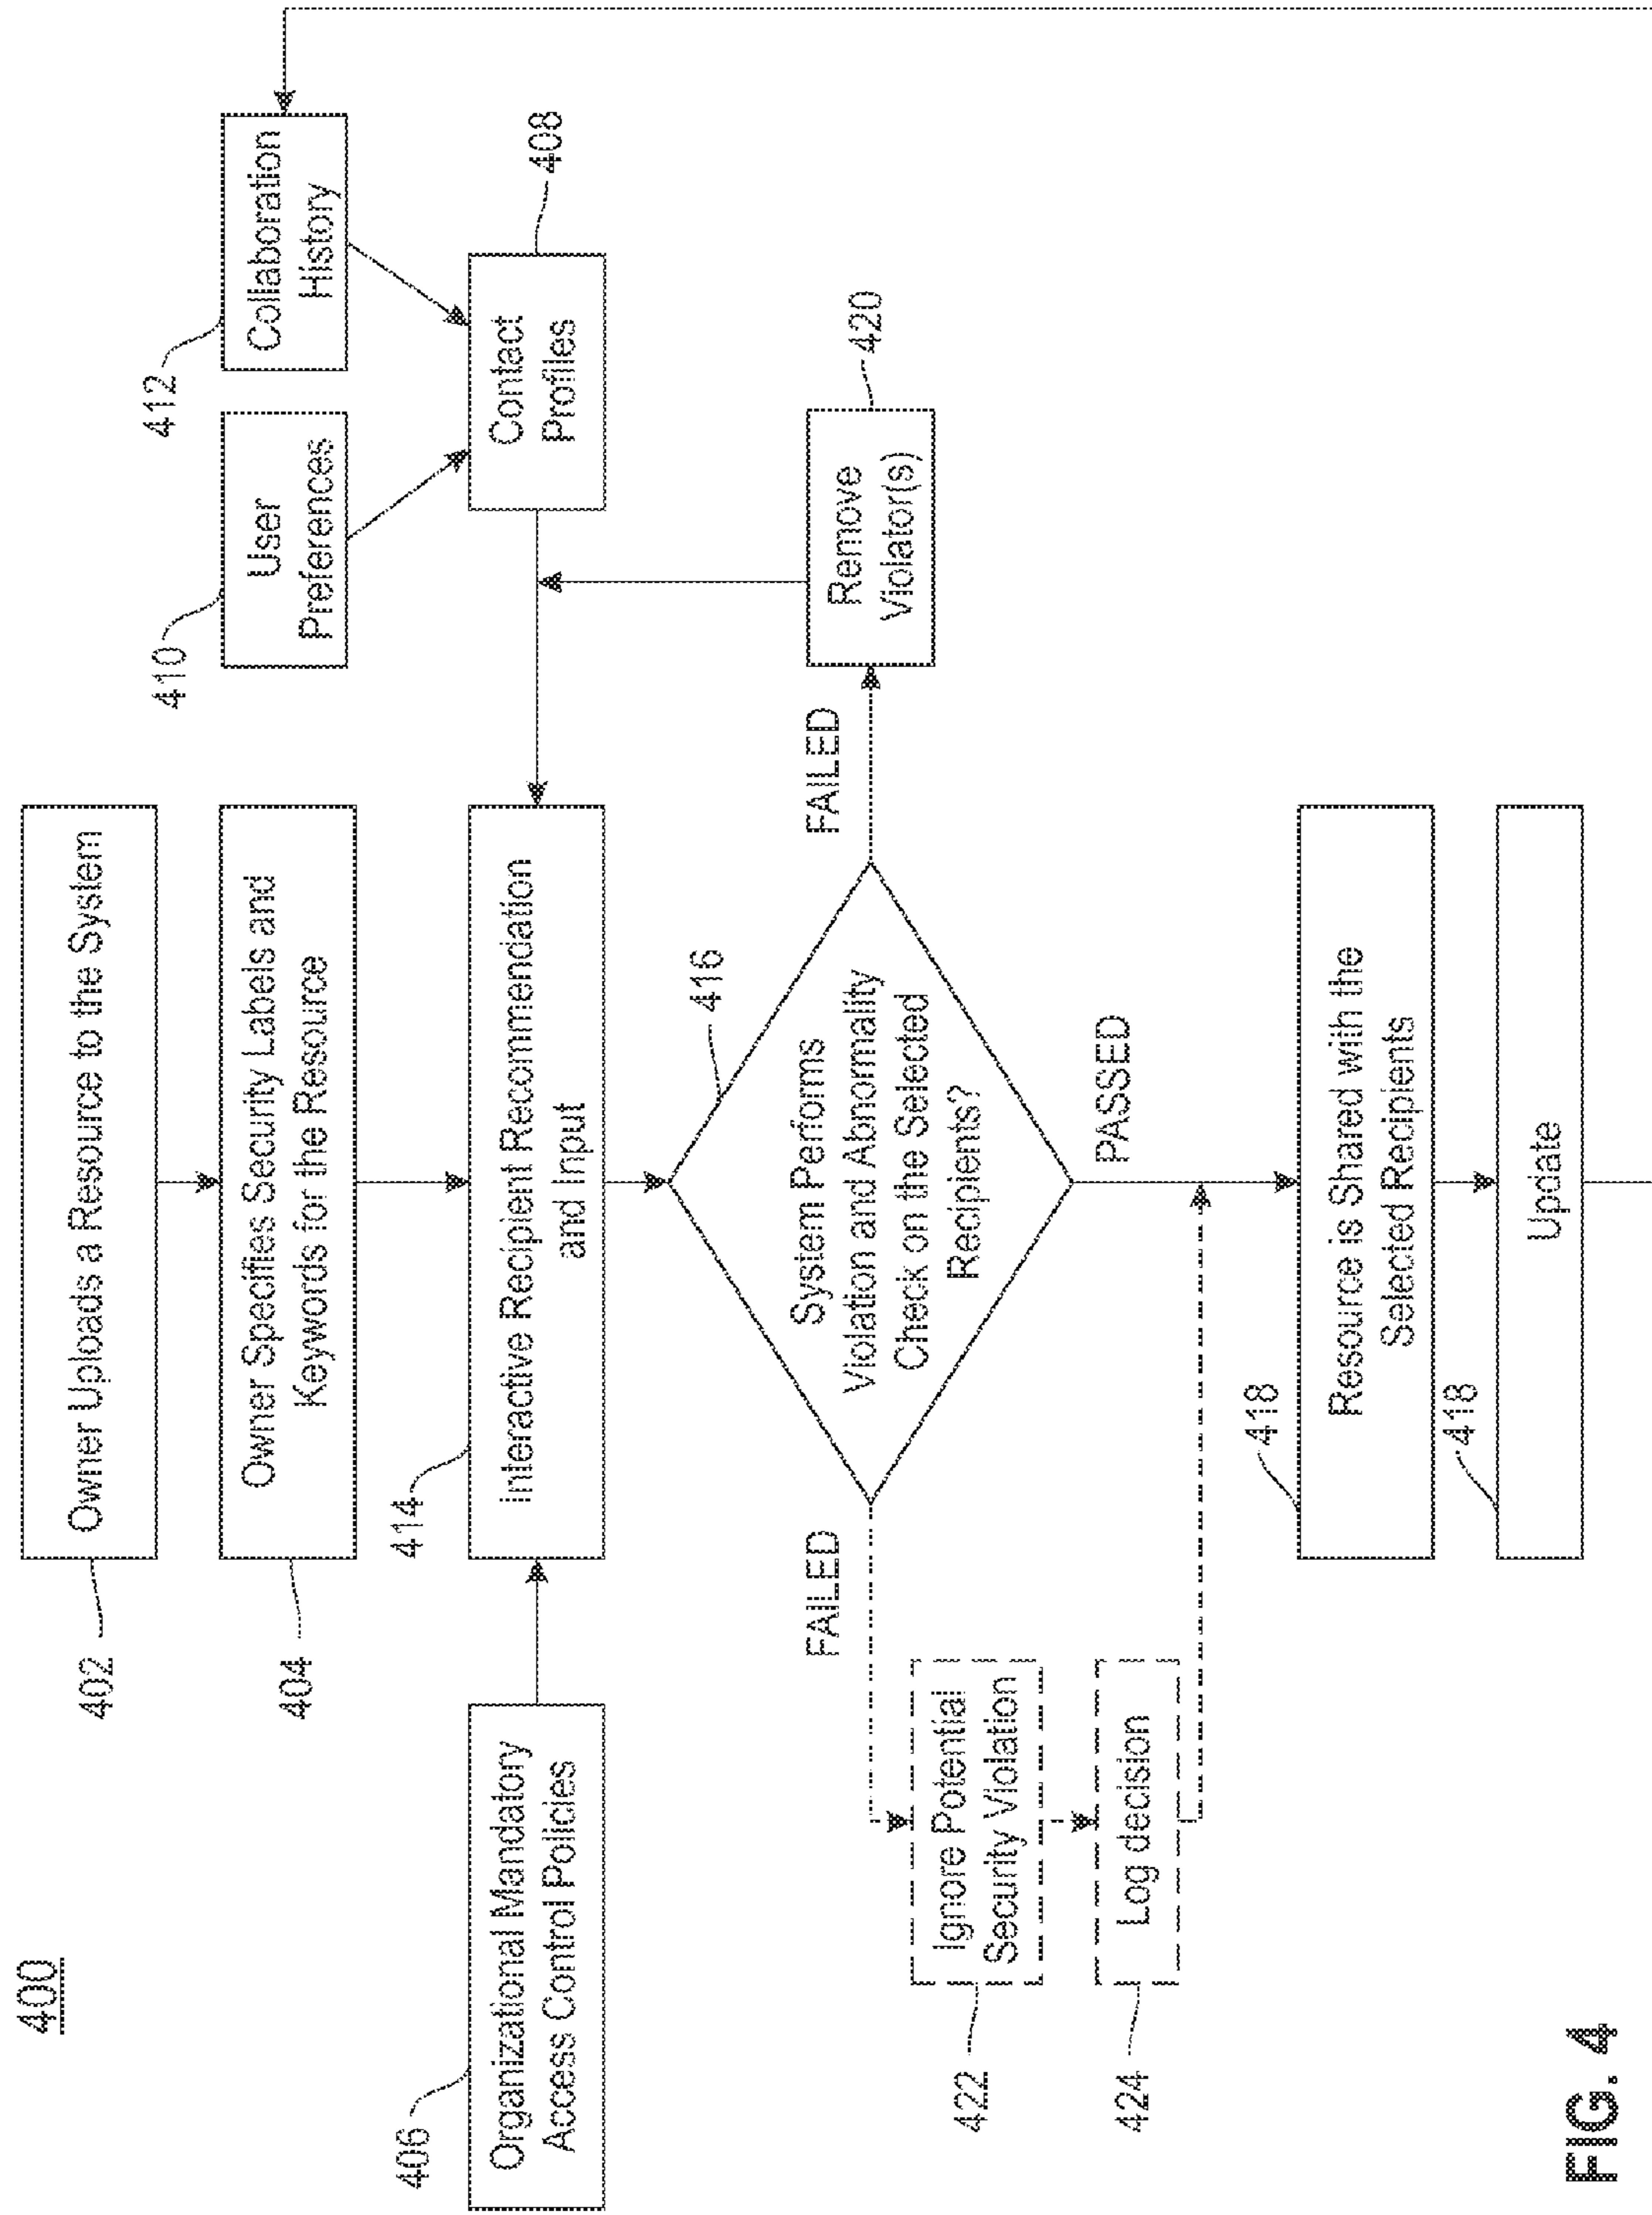 400
402
Owner Uploads a Resource to the System
404
Owner Specifies Security Labels and
Keywords for the Resource
410
User
Preferences
412
Collaboration
History
406
Organizational Mandatory
Access Control Policies
414
Interactive Recipient Recommendation
and Input
Contact
Profiles
408
416
System Performs
Violation and Abnormality
Check on the Selected
Recipients?
FAILED
FAILED
Remove
Violator(s)
420
422
Ignore Potential
Security Violation
424
Log decision
PASSED
418
Resource is Shared with the
Selected Recipients
418
Update
FIG. 4